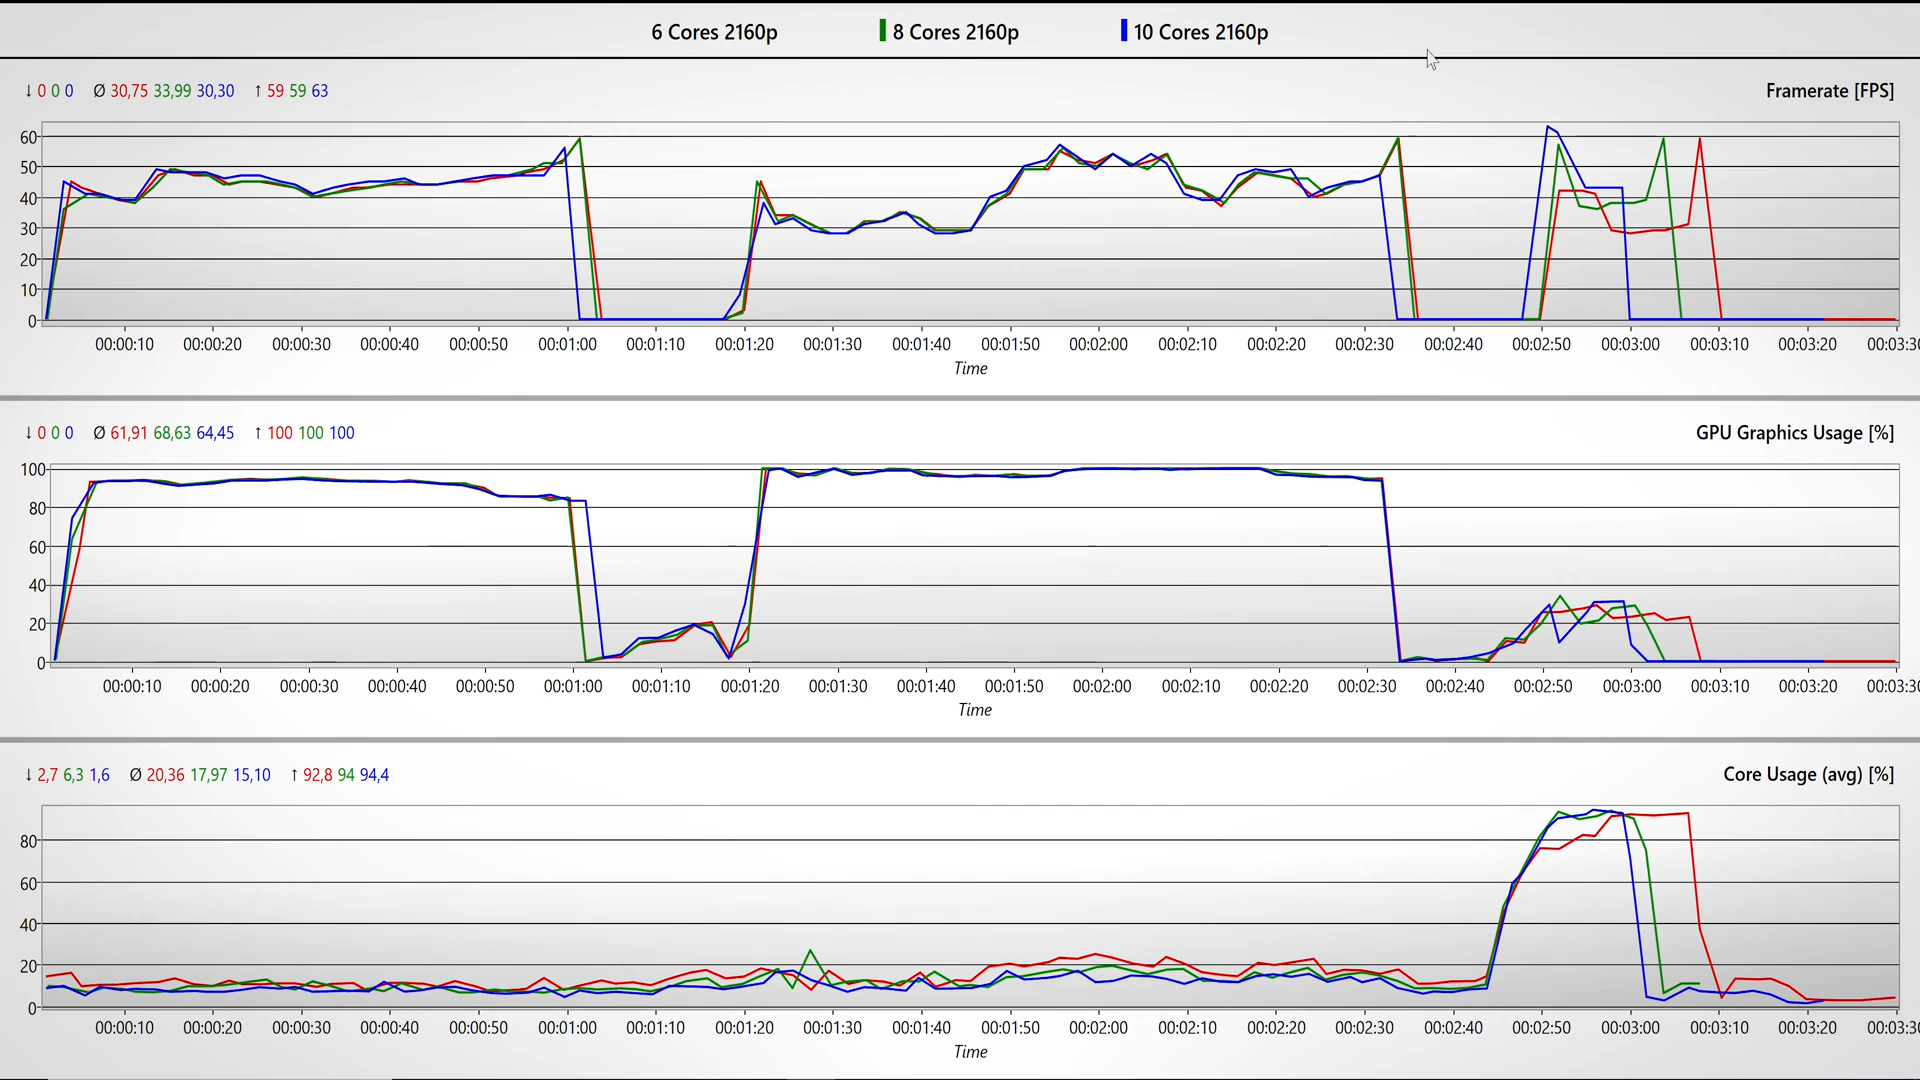 6 Cores 2160p 8 Cores 2160p 10 Cores 2160p
↓ 0 0 0 Ø 30,75 33,99 30,30 ↑ 59 59 63 Framerate [FPS]
60
50
40
30
20
10
0
00:00:10 00:00:20 00:00:30 00:00:40 00:00:50 00:01:00 00:01:10 00:01:20 00:01:30 00:01:40 00:01:50 00:02:00 00:02:10 00:02:20 00:02:30 00:02:40 00:02:50 00:03:00 00:03:10 00:03:20 00:03:30
Time
↓ 0 0 0 Ø 61,91 68,63 64,45 ↑ 100 100 100 GPU Graphics Usage [%]
100
80
60
40
20
0
00:00:10 00:00:20 00:00:30 00:00:40 00:00:50 00:01:00 00:01:10 00:01:20 00:01:30 00:01:40 00:01:50 00:02:00 00:02:10 00:02:20 00:02:30 00:02:40 00:02:50 00:03:00 00:03:10 00:03:20 00:03:30
Time
↓ 2,7 6,3 1,6 Ø 20,36 17,97 15,10 ↑ 92,8 94 94,4 Core Usage (avg) [%]
80
60
40
20
0
00:00:10 00:00:20 00:00:30 00:00:40 00:00:50 00:01:00 00:01:10 00:01:20 00:01:30 00:01:40 00:01:50 00:02:00 00:02:10 00:02:20 00:02:30 00:02:40 00:02:50 00:03:00 00:03:10 00:03:20 00:03:30
Time